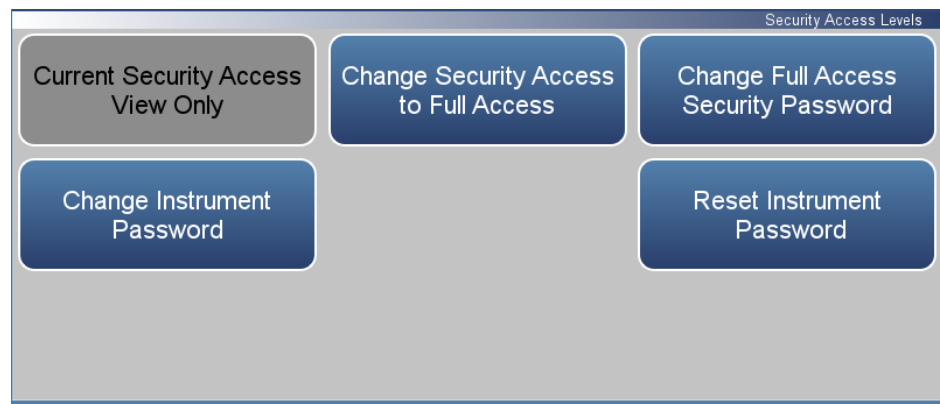 Security Access Levels
Current Security Access
View Only
Change Security Access
to Full Access
Change Full Access
Security Password
Change Instrument
Password
Reset Instrument
Password